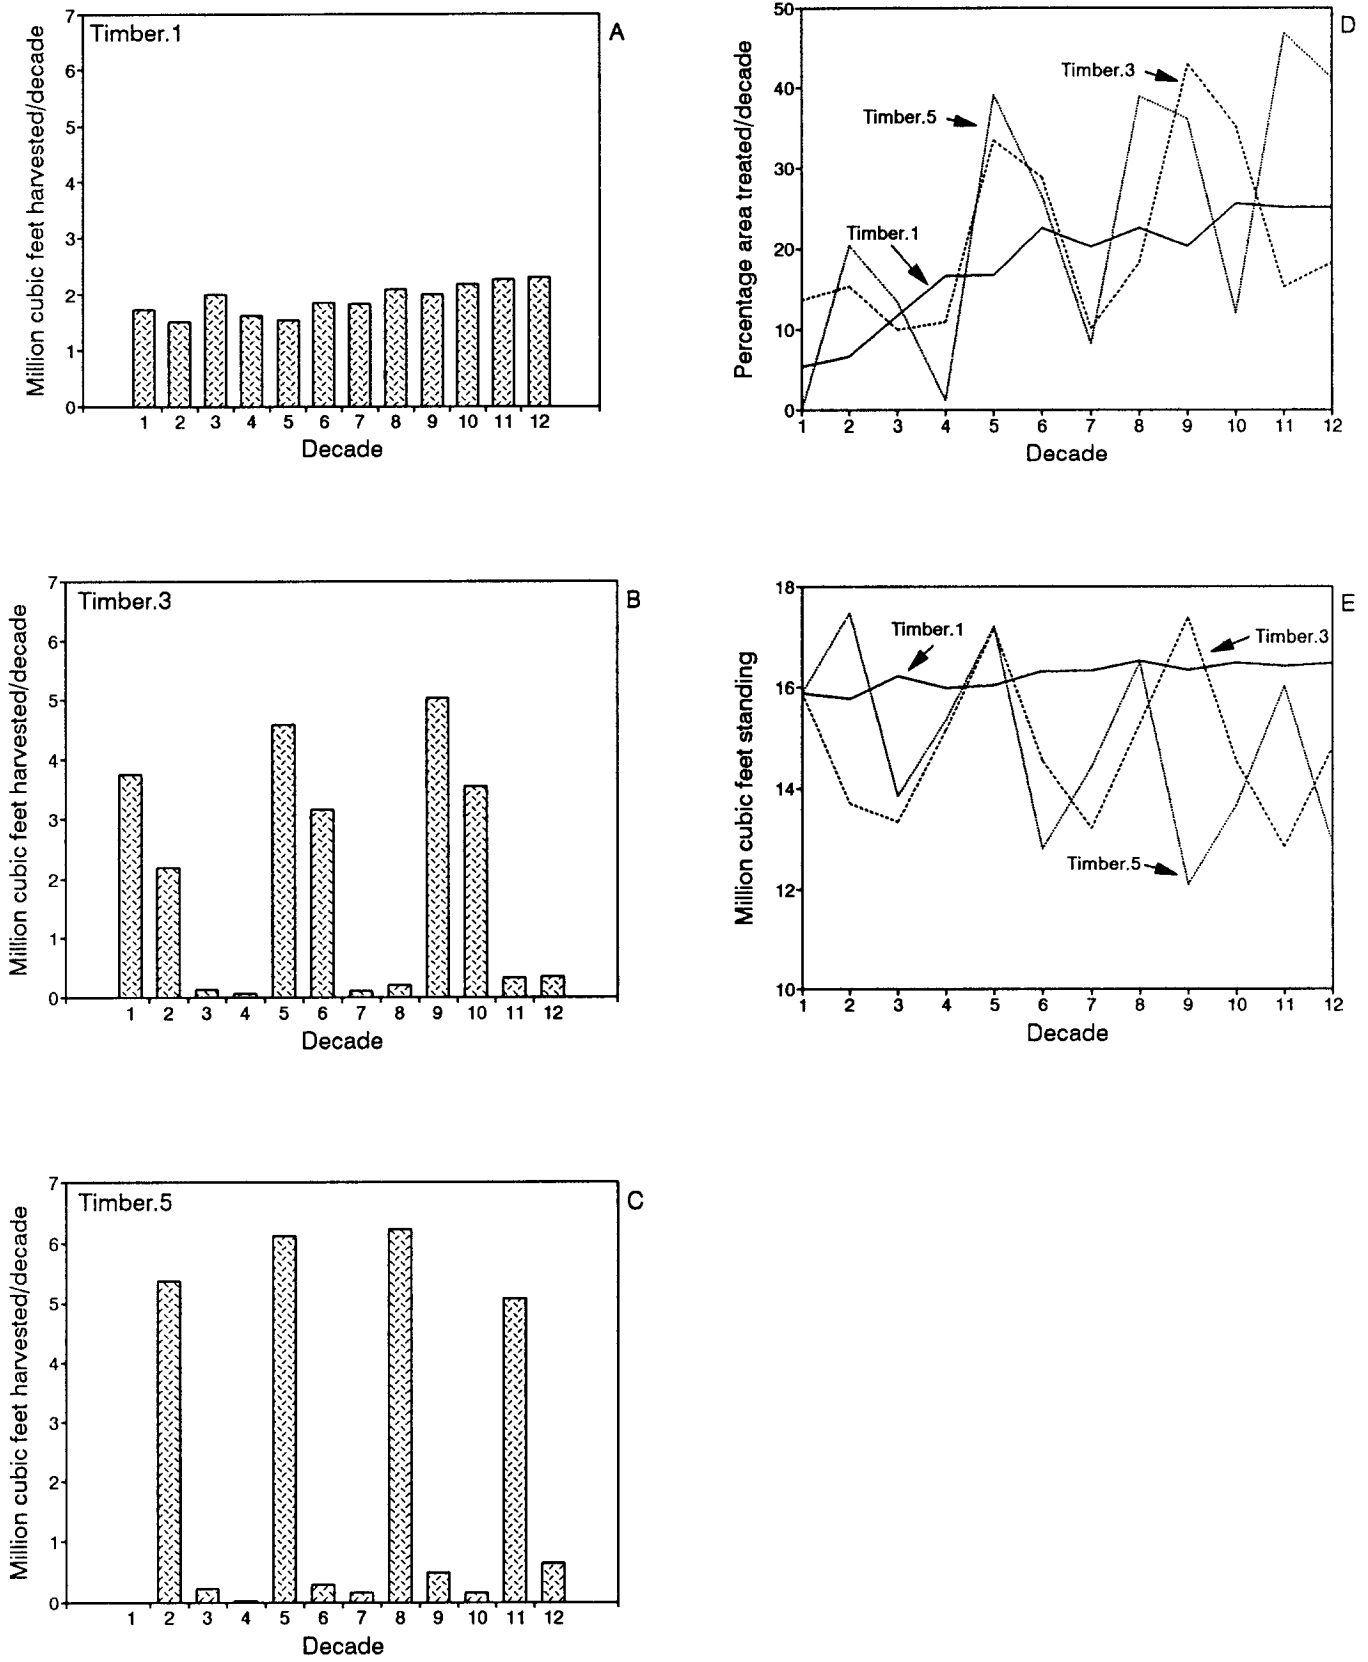 Timber.1
A
Million cubic feet harvested/decade
7
6
5
4
3
2
1
0
1 2 3 4 5 6 7 8 9 10 11 12
Decade
Timber.3
B
Million cubic feet harvested/decade
7
6
5
4
3
2
1
0
1 2 3 4 5 6 7 8 9 10 11 12
Decade
Timber.5
C
Million cubic feet harvested/decade
7
6
5
4
3
2
1
0
1 2 3 4 5 6 7 8 9 10 11 12
Decade
D
Percentage area treated/decade
50
40
30
20
10
0
Timber.3
Timber.5
Timber.1
1 2 3 4 5 6 7 8 9 10 11 12
Decade
E
Million cubic feet standing
18
16
14
12
10
Timber.1
Timber.3
Timber.5
1 2 3 4 5 6 7 8 9 10 11 12
Decade